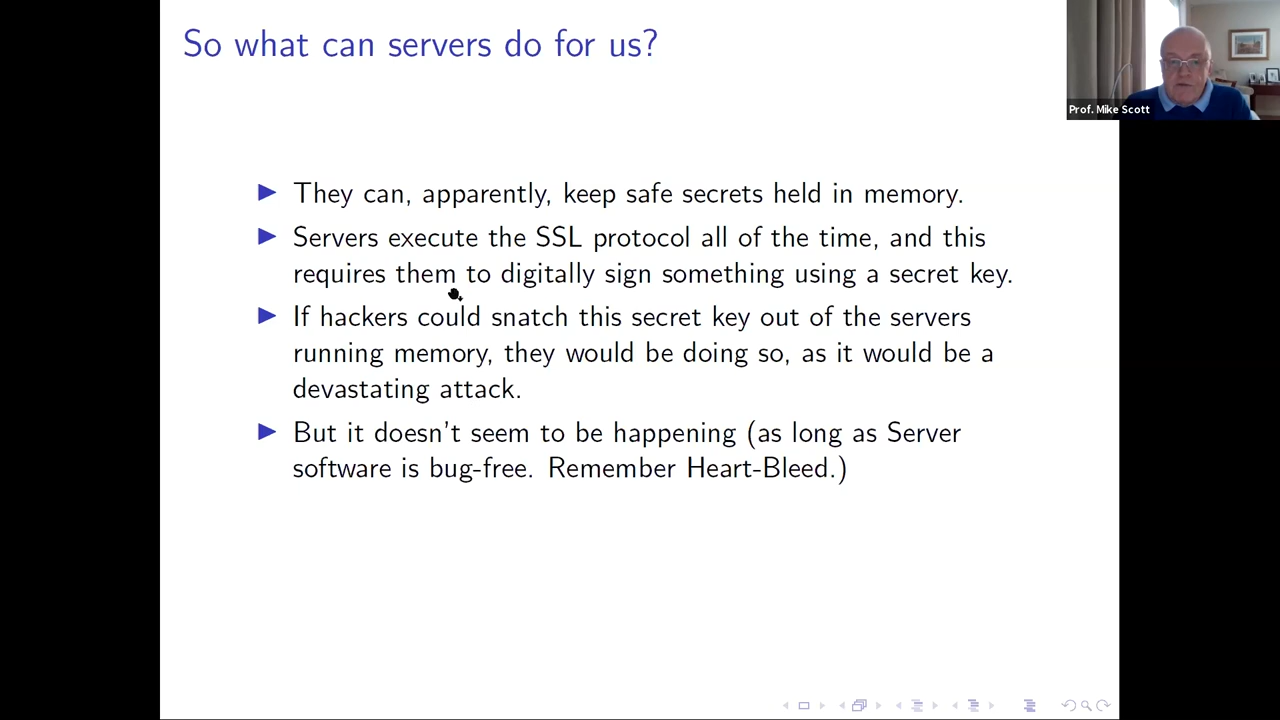 So what can servers do for us?
Prof. Mike Scott
They can, apparently, keep safe secrets held in memory.
Servers execute the SSL protocol all of the time, and this
requires them to digitally sign something using a secret key.
If hackers could snatch this secret key out of the servers
running memory, they would be doing so, as it would be a
devastating attack.
But it doesn't seem to be happening (as long as Server
software is bug-free. Remember Heart-Bleed.)